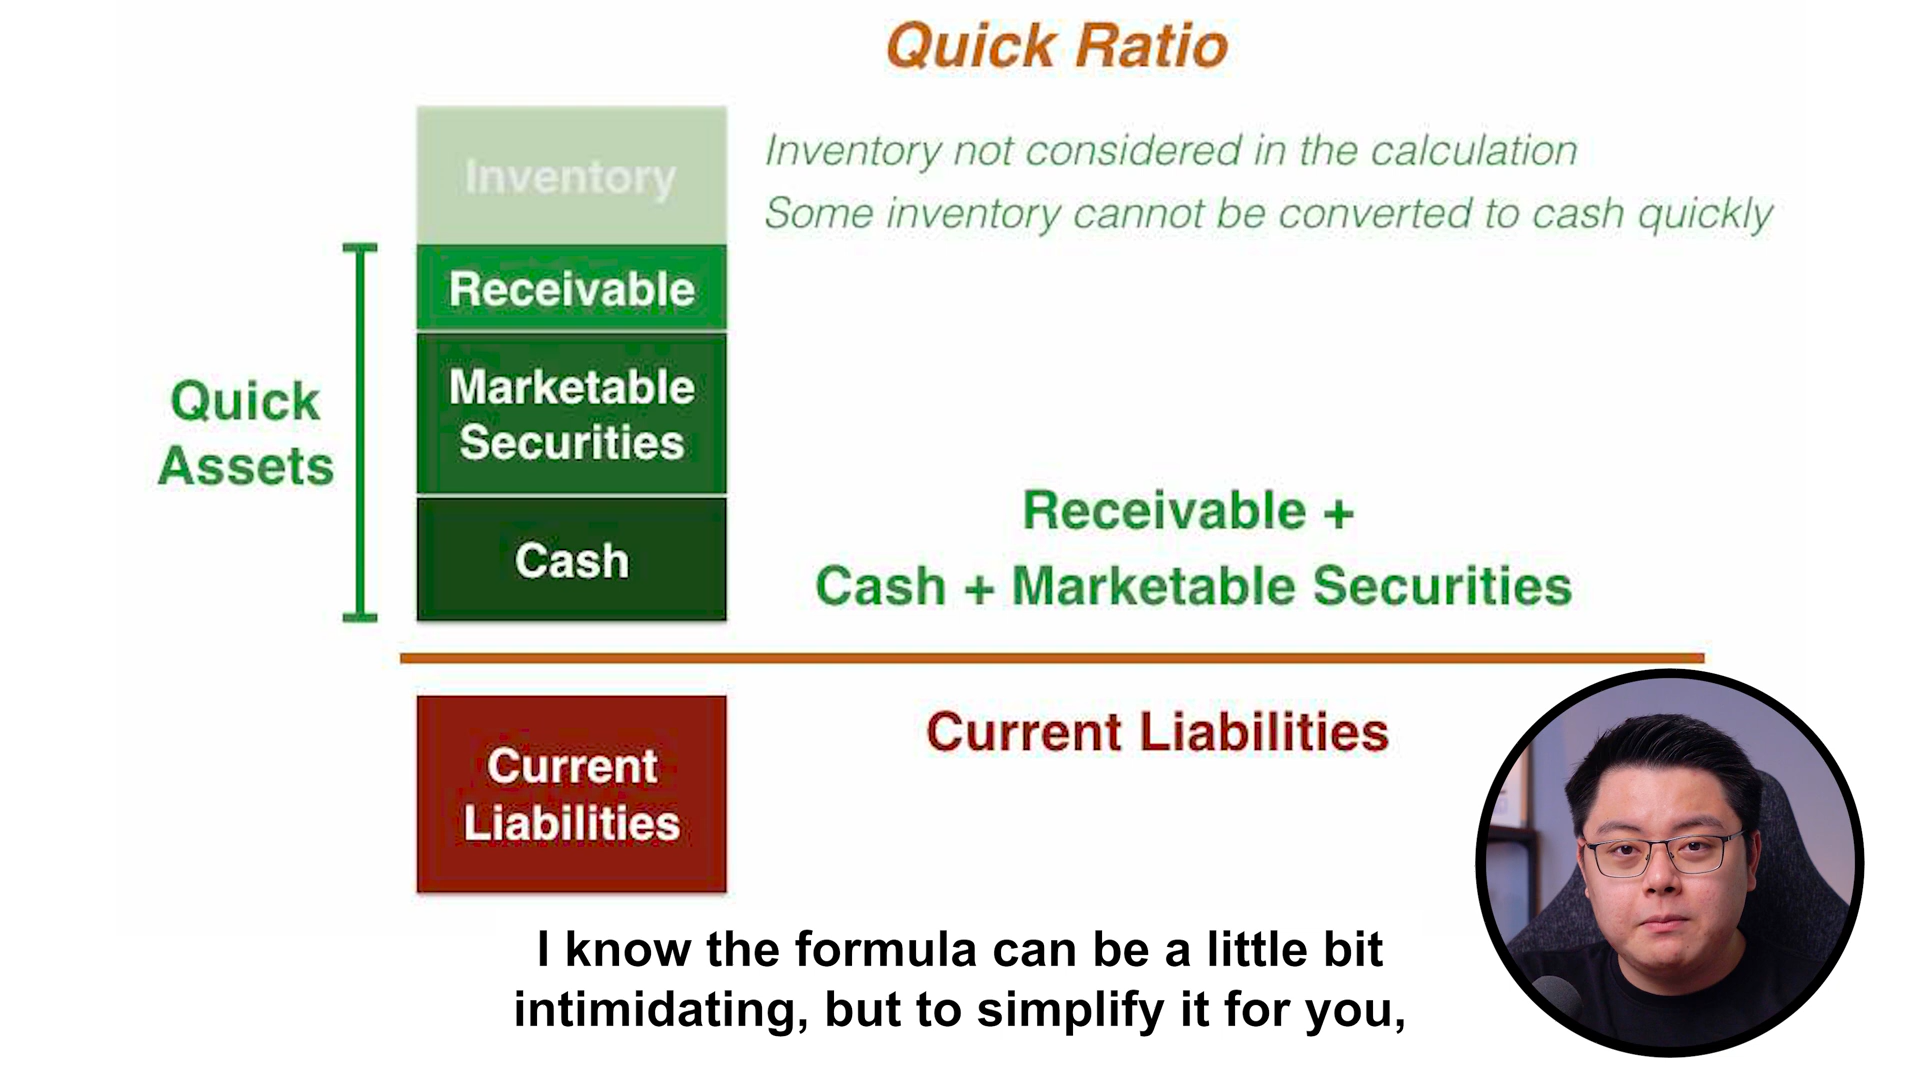 Quick Ratio
Inventory
Inventory not considered in the calculation
Some inventory cannot be converted to cash quickly
Receivable
Marketable
Securities
Cash
Quick
Assets
Receivable +
Cash + Marketable Securities
Current
Liabilities
Current Liabilities
I know the formula can be a little bit
intimidating, but to simplify it for you,